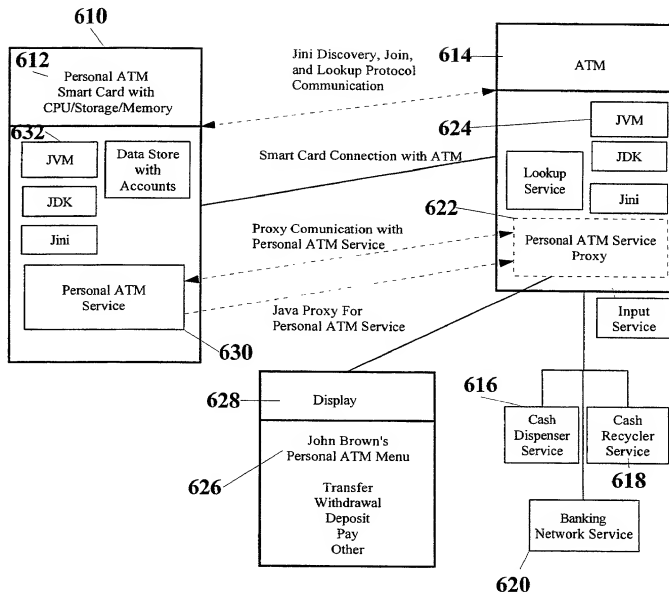 610
612
Personal ATM
Smart Card with
CPU/Storage/Memory
632
JVM
Data Store
with
Accounts
JDK
Jini
Personal ATM
Service
630
Jini Discovery, Join,
and Lookup Protocol
Communication
Smart Card Connection with ATM
Proxy Comunication with
Personal ATM Service
Java Proxy For
Personal ATM Service
614
ATM
624
JVM
JDK
Lookup
Service
Jini
622
Personal ATM Service
Proxy
Input
Service
628
Display
626
John Brown's
Personal ATM Menu
Transfer
Withdrawal
Deposit
Pay
Other
616
Cash
Dispenser
Service
Cash
Recycler
Service
618
Banking
Network Service
620